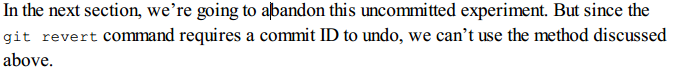 In the next section, we’re going to abandon this uncommitted experiment. But since the
git revert command requires a commit ID to undo, we can’t use the method discussed
above.